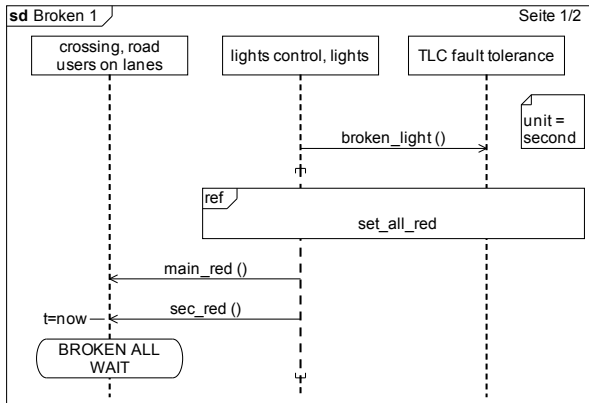 sd Broken 1
Seite 1/2
crossing, road
users on lanes
lights control, lights
TLC fault tolerance
unit =
second
broken_light ()
ref
set_all_red
main_red ()
sec_red ()
t=now
BROKEN ALL
WAIT